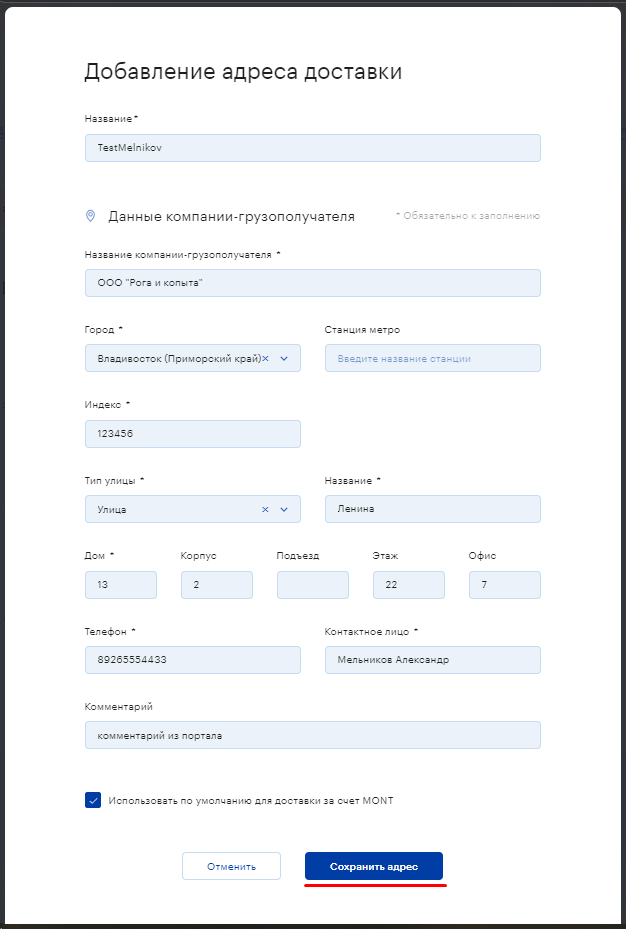 Добавление адреса доставки
Название*
TestMelnikov
Данные компании-грузополучателя * Обязательно к заполнению
Название компании-грузополучателя *
ООО "Рога и копыта"
Город * Станция метро
Владивосток (Приморский край) Введите название станции
Индекс *
123456
Тип улицы * Название *
Улица Ленина
Дом * Корпус Подъезд Этаж Офис
13 2 22 7
Телефон * Контактное лицо *
89265554433 Мельников Александр
Комментарий
комментарий из портала
Использовать по умолчанию для доставки за счет MONT
Отменить Сохранить адрес